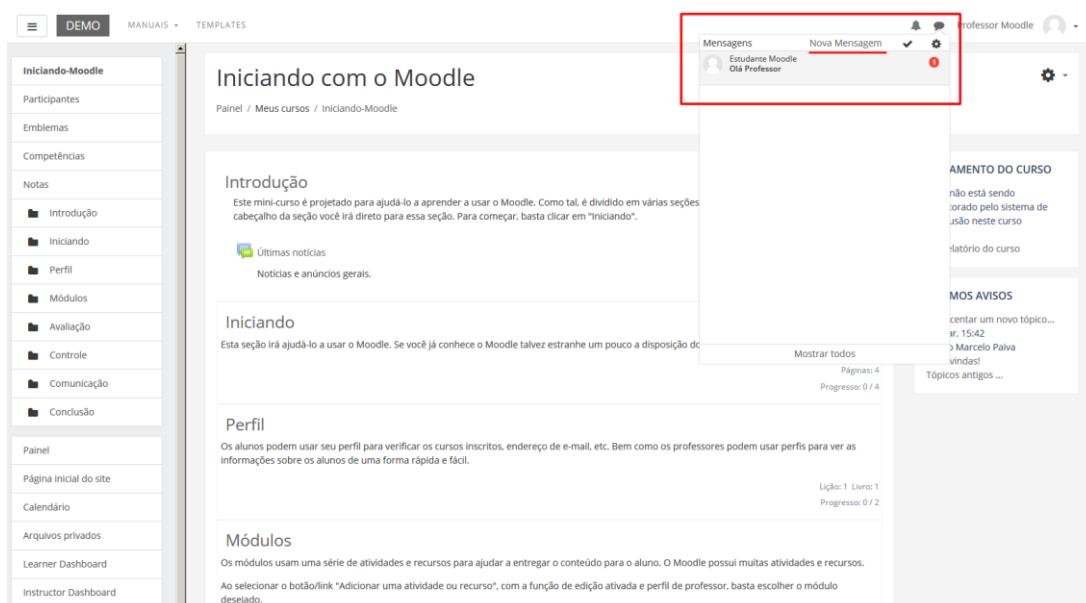 DEMO
MANUAIS
TEMPLATES
Professor Moodle
Mensagens
Nova Mensagem
Estudante Moodle
Olá Professor
1
Mostrar todos
Iniciando-Moodle
Participantes
Emblemas
Competências
Notas
Introdução
Iniciando
Perfil
Módulos
Avaliação
Controle
Comunicação
Conclusão
Painel
Página inicial do site
Calendário
Arquivos privados
Learner Dashboard
Instructor Dashboard
Iniciando com o Moodle
Painel / Meus cursos / Iniciando-Moodle
Introdução
Este mini-curso é projetado para ajudá-lo a aprender a usar o Moodle. Como tal, é dividido em várias seções
cabeçalho da seção você irá direto para essa seção. Para começar, basta clicar em "Iniciando".
Últimas notícias
Notícias e anúncios gerais.
Iniciando
Esta seção irá ajudá-lo a usar o Moodle. Se você já conhece o Moodle talvez estranhe um pouco a disposição
Páginas: 4
Progresso: 0 / 4
Perfil
Os alunos podem usar seu perfil para verificar os cursos inscritos, endereço de e-mail, etc. Bem como os professores podem usar perfis para ver as
informações sobre os alunos de uma forma rápida e fácil.
Lição: 1 Livro: 1
Progresso: 0 / 2
Módulos
Os módulos usam uma série de atividades e recursos para ajudar a entregar o conteúdo para o aluno. O Moodle possui muitas atividades e recursos.
Ao selecionar o botão/link "Adicionar uma atividade ou recurso", com a função de edição ativada e perfil de professor, basta escolher o módulo
desejado.
AMENTO DO CURSO
não está sendo
orado pelo sistema de
usão neste curso
elatório do curso
MOS AVISOS
centar um novo tópico...
ar, 15:42
Marcelo Paiva
vindas!
Tópicos antigos ...